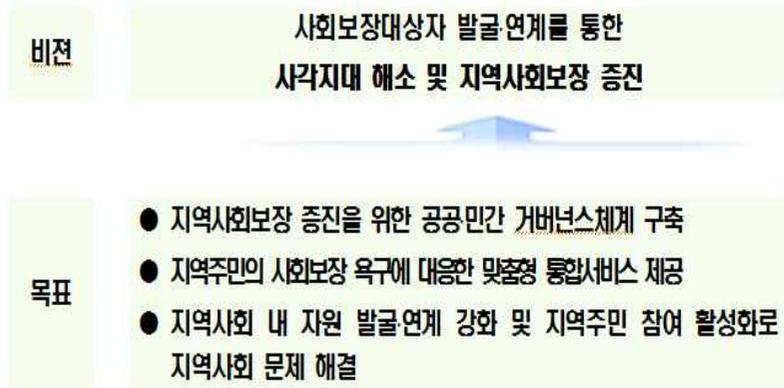 비젼
사회보장대상자 발굴·연계를 통한
사각지대 해소 및 지역사회보장 증진
목표
● 지역사회보장 증진을 위한 공공·민간 거버넌스체계 구축
● 지역주민의 사회보장 욕구에 대응한 맞춤형 통합서비스 제공
● 지역사회 내 자원 발굴·연계 강화 및 지역주민 참여 활성화로
지역사회 문제 해결